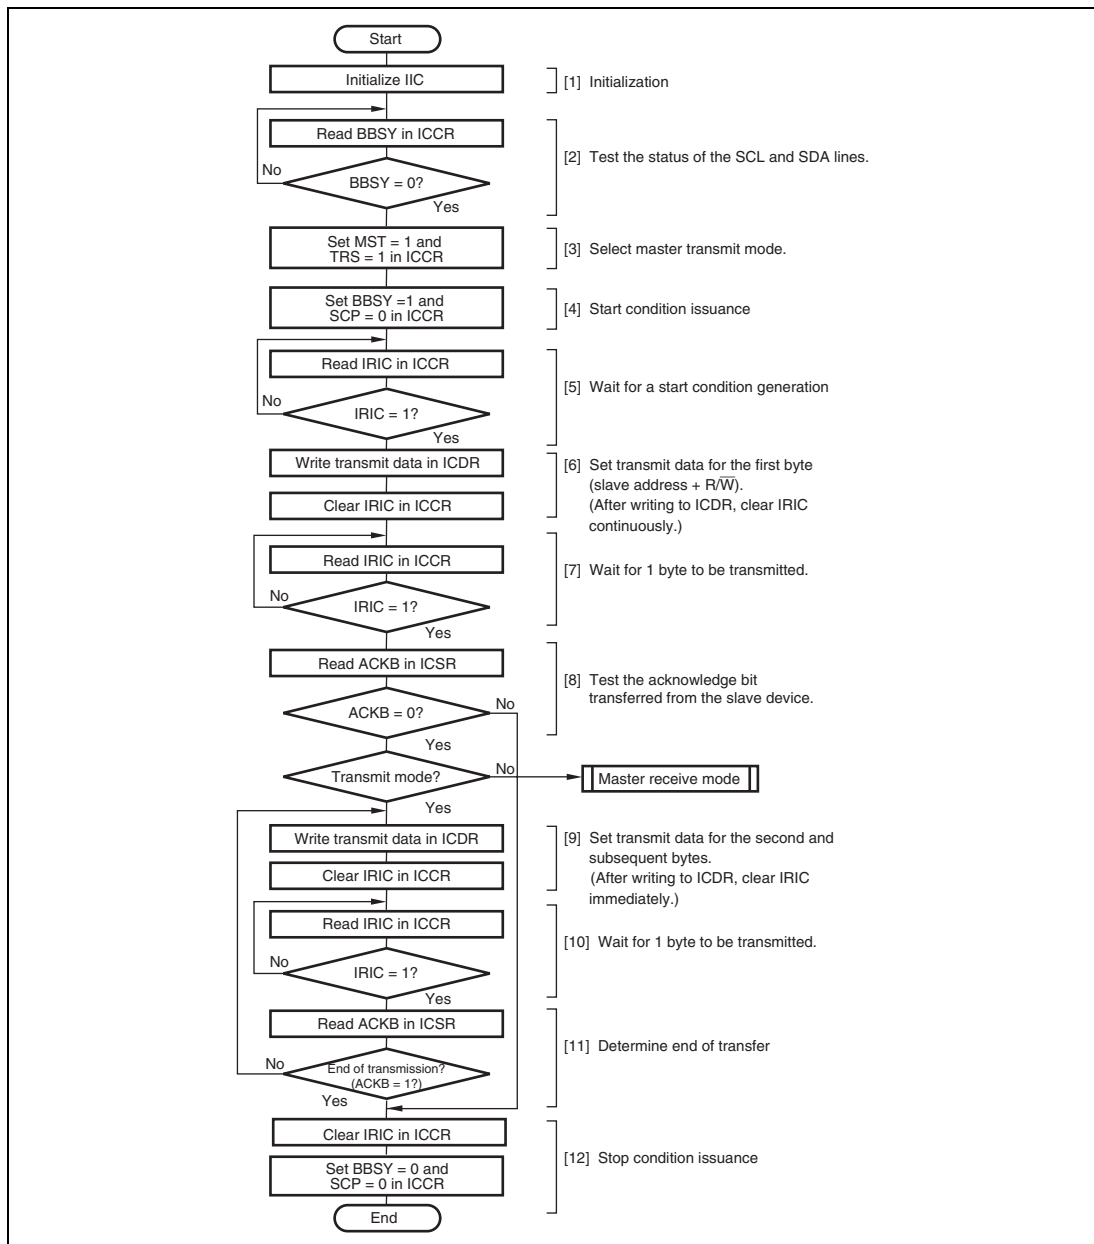 Start
Initialize IIC
[1] Initialization
Read BBSY in ICCR
[2] Test the status of the SCL and SDA lines.
No
BBSY = 0?
Yes
Set MST = 1 and
TRS = 1 in ICCR
[3] Select master transmit mode.
Set BBSY =1 and
SCP = 0 in ICCR
[4] Start condition issuance
Read IRIC in ICCR
[5] Wait for a start condition generation
No
IRIC = 1?
Yes
Write transmit data in ICDR
[6] Set transmit data for the first byte
(slave address + R/W̅).
(After writing to ICDR, clear IRIC
continuously.)
Clear IRIC in ICCR
Read IRIC in ICCR
[7] Wait for 1 byte to be transmitted.
No
IRIC = 1?
Yes
Read ACKB in ICSR
[8] Test the acknowledge bit
transferred from the slave device.
ACKB = 0?
No
Yes
Transmit mode?
No
Master receive mode
Yes
Write transmit data in ICDR
[9] Set transmit data for the second and
subsequent bytes.
(After writing to ICDR, clear IRIC
immediately.)
Clear IRIC in ICCR
Read IRIC in ICCR
[10] Wait for 1 byte to be transmitted.
No
IRIC = 1?
Yes
Read ACKB in ICSR
[11] Determine end of transfer
No
End of transmission?
(ACKB = 1?)
Yes
Clear IRIC in ICCR
[12] Stop condition issuance
Set BBSY = 0 and
SCP = 0 in ICCR
End